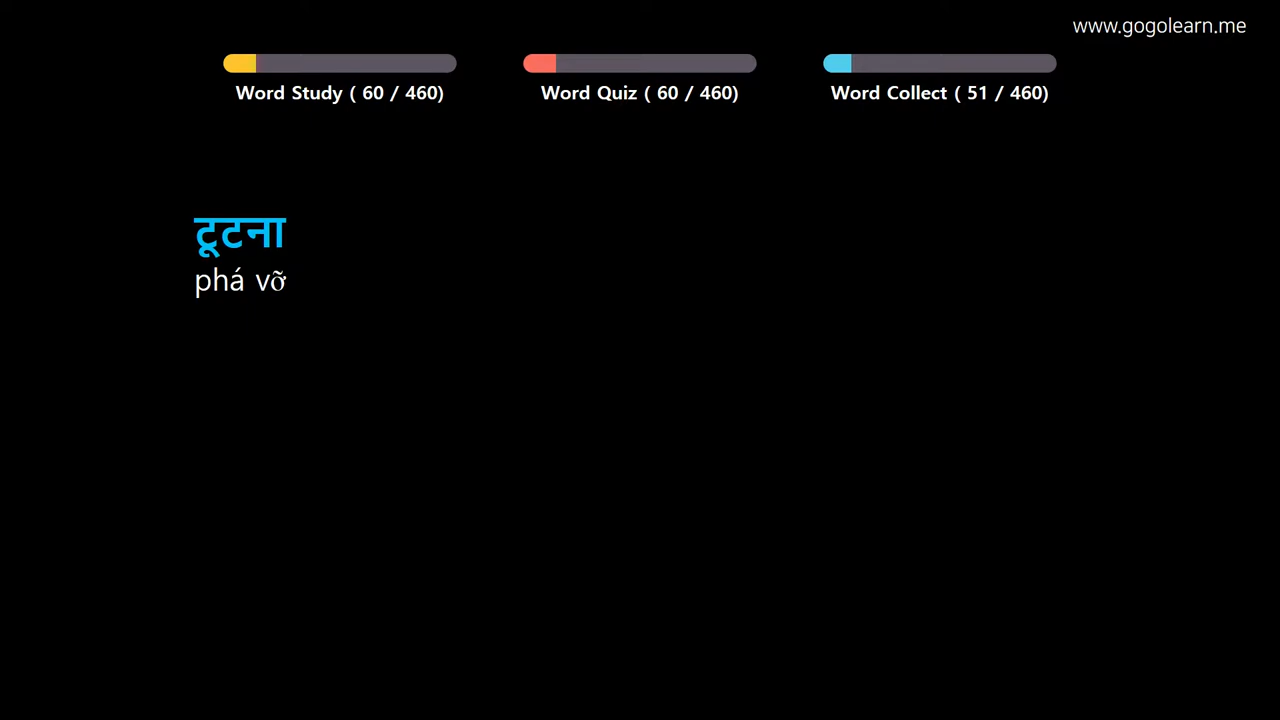 www.gogolearn.me
Word Study ( 60 / 460)
Word Quiz ( 60 / 460)
Word Collect ( 51 / 460)
टूटना
phá vỡ